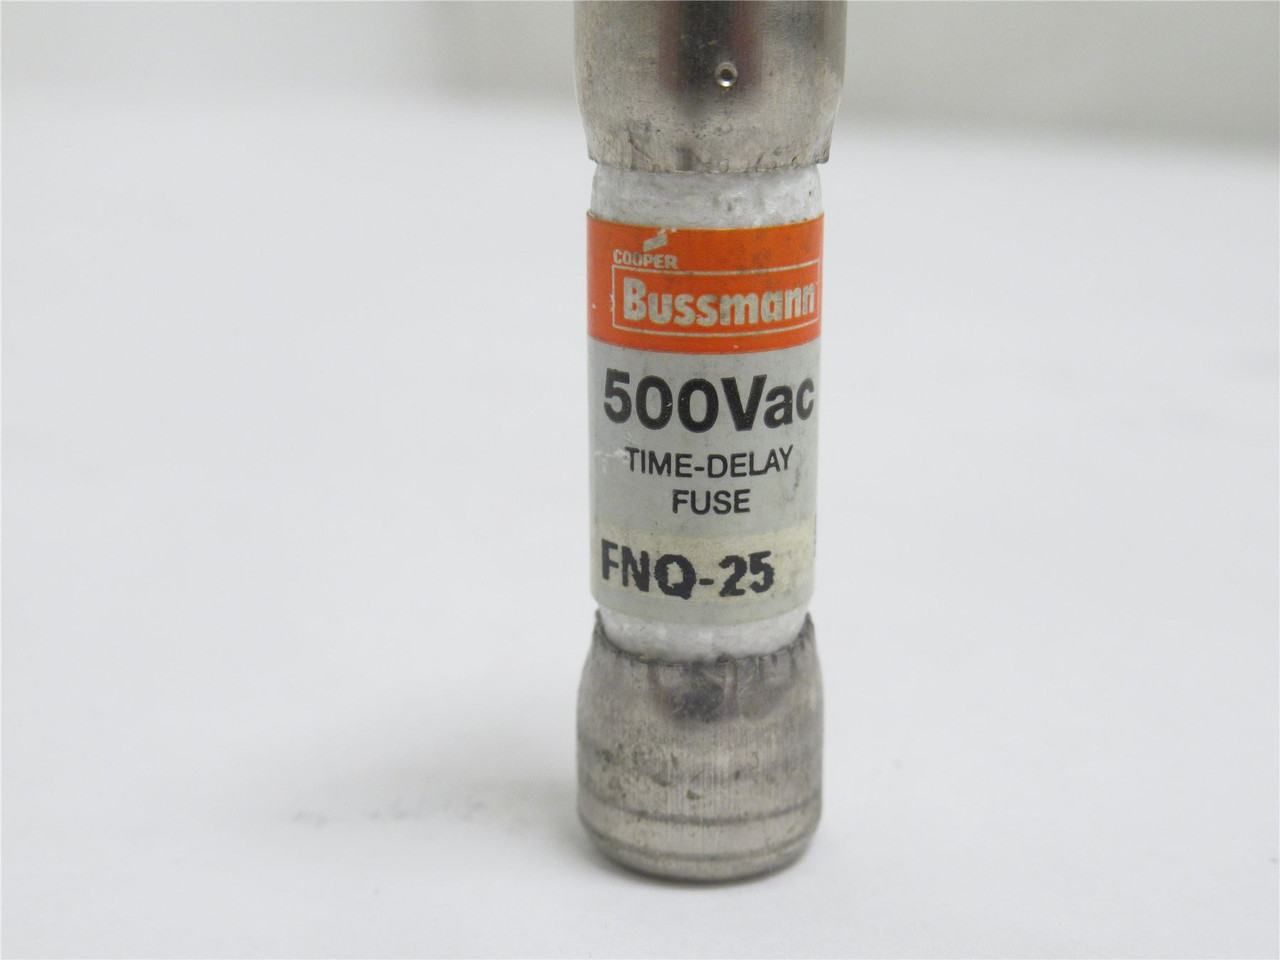 COOPER
Bussmann
500Vac
TIME-DELAY
FUSE
FNQ-25